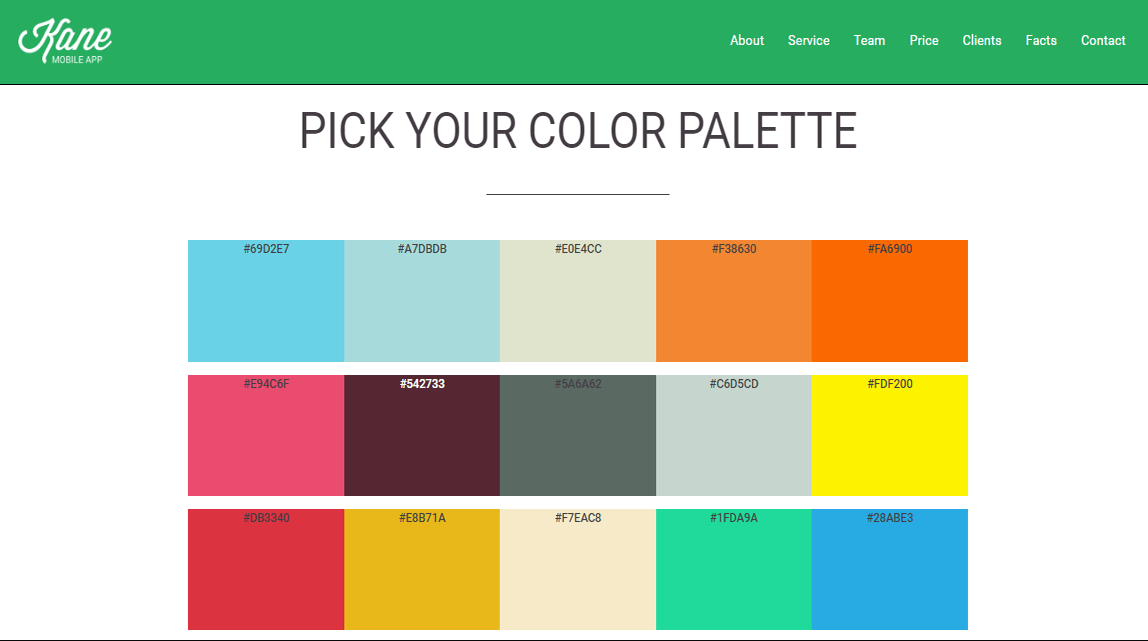 Kane
MOBILE APP
About Service Team Price Clients Facts Contact
PICK YOUR COLOR PALETTE
#69D2E7 #A7DBDB #E0E4CC #F38630 #FA6900
#E94C6F #542733 #5A6A62 #C6D5CD #FDF200
#DB3340 #E8B71A #F7EAC8 #1FDA9A #28ABE3